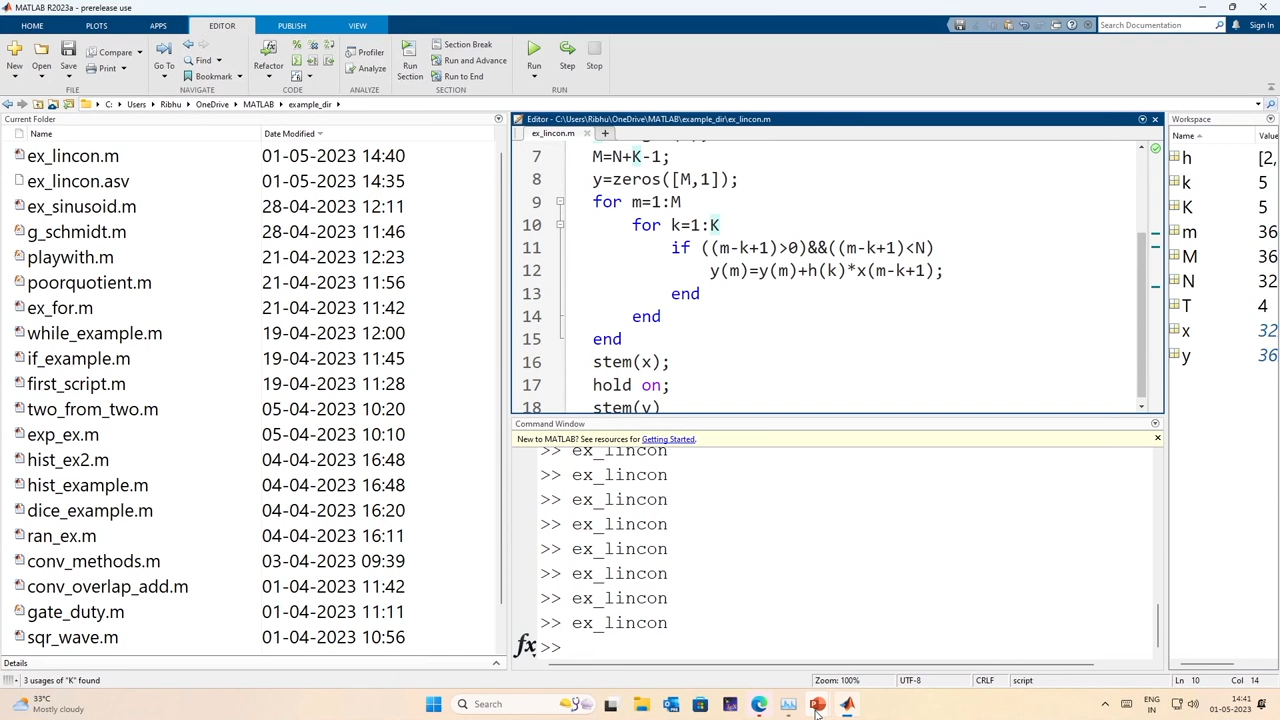 MATLAB R2023a - prerelease use
HOME PLOTS APPS EDITOR PUBLISH VIEW
Search Documentation Sign In
New Open Save Compare Print Go To Find Bookmark Refactor Profiler Analyze Run Section Section Break Run and Advance Run to End Run Step Stop
FILE NAVIGATE CODE ANALYZE SECTION RUN
C: Users Ribhu OneDrive MATLAB example_dir
Current Folder
Name Date Modified
ex_lincon.m 01-05-2023 14:40
ex_lincon.asv 01-05-2023 14:35
ex_sinusoid.m 28-04-2023 12:11
g_schmidt.m 28-04-2023 11:46
playwith.m 21-04-2023 12:23
poorquotient.m 21-04-2023 11:56
ex_for.m 21-04-2023 11:42
while_example.m 19-04-2023 12:00
if_example.m 19-04-2023 11:45
first_script.m 19-04-2023 11:28
two_from_two.m 05-04-2023 10:20
exp_ex.m 05-04-2023 10:10
hist_ex2.m 04-04-2023 16:48
hist_example.m 04-04-2023 16:48
dice_example.m 04-04-2023 16:20
ran_ex.m 04-04-2023 16:11
conv_methods.m 03-04-2023 09:39
conv_overlap_add.m 01-04-2023 11:42
gate_duty.m 01-04-2023 11:11
sqr_wave.m 01-04-2023 10:56
Details
Editor - C:\Users\Ribhu\OneDrive\MATLAB\example_dir\ex_lincon.m
ex_lincon.m
7 M=N+K-1;
8 y=zeros([M,1]);
9 for m=1:M
10 for k=1:K
11 if ((m-k+1)>0)&&((m-k+1)<N)
12 y(m)=y(m)+h(k)*x(m-k+1);
13 end
14 end
15 end
16 stem(x);
17 hold on;
18 stem(y)
Command Window
New to MATLAB? See resources for Getting Started.
>> ex_lincon
>> ex_lincon
>> ex_lincon
>> ex_lincon
>> ex_lincon
>> ex_lincon
>> ex_lincon
>> ex_lincon
fx >>
Workspace
Name Value
h [2,
k 5
K 5
m 36
M 36
N 32
T 4
x 32
y 36
3 usages of "K" found Zoom: 100% UTF-8 CRLF script Ln 10 Col 14
33°C
Mostly cloudy
Search
ENG
IN
14:41
01-05-2023